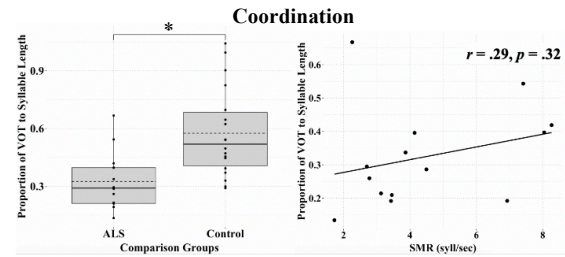 Coordination
*
Proportion of VOT to Syllable Length
0.9
0.6
0.3
ALS
Control
Comparison Groups
r = .29, p = .32
Proportion of VOT to Syllable Length
0.6
0.5
0.4
0.3
0.2
2
4
6
8
SMR (syll/sec)